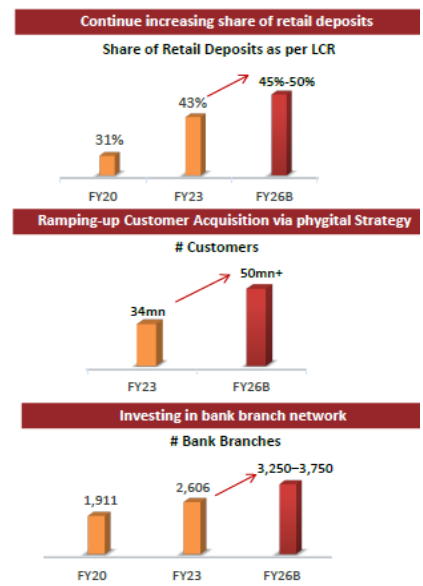 Continue increasing share of retail deposits
Share of Retail Deposits as per LCR
45%-50%
43%
31%
FY20 FY23 FY26B
Ramping-up Customer Acquisition via phygital Strategy
# Customers
50mn+
34mn
FY23 FY26B
Investing in bank branch network
# Bank Branches
3,250–3,750
2,606
1,911
FY20 FY23 FY26B